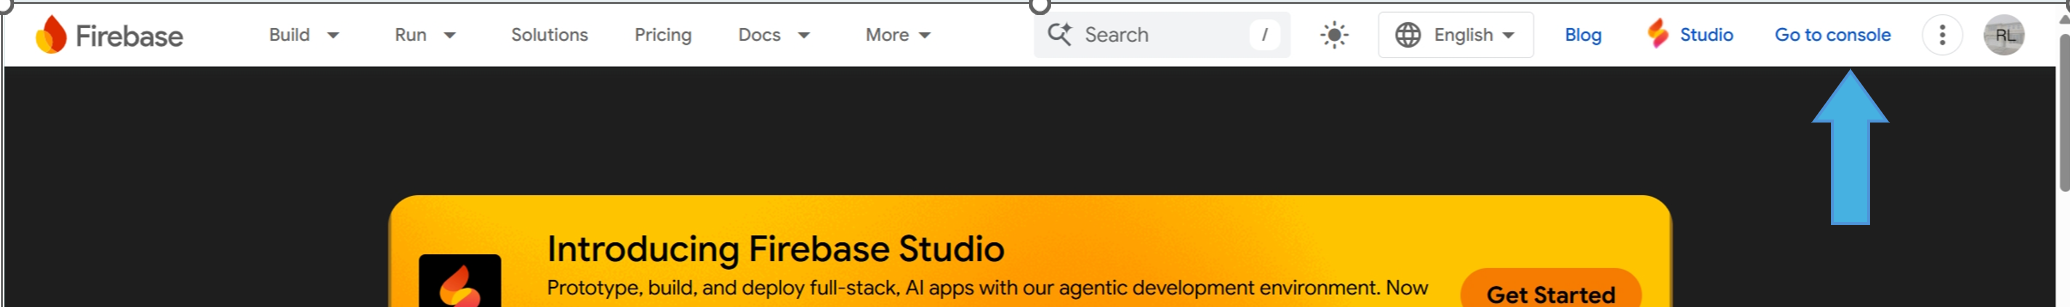 Firebase Build Run Solutions Pricing Docs More Search / English Blog Studio Go to console RL
Introducing Firebase Studio
Prototype, build, and deploy full-stack, AI apps with our agentic development environment. Now
Get Started